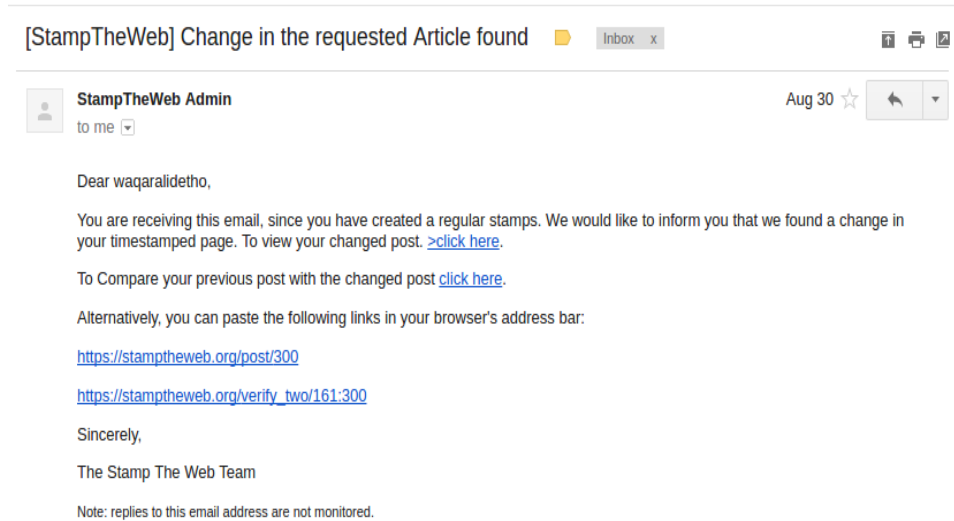 [StampTheWeb] Change in the requested Article found
Inbox x
StampTheWeb Admin
Aug 30
to me
Dear waqaralidetho,
You are receiving this email, since you have created a regular stamps. We would like to inform you that we found a change in
your timestamped page. To view your changed post. >click here.
To Compare your previous post with the changed post click here.
Alternatively, you can paste the following links in your browser's address bar:
https://stamptheweb.org/post/300
https://stamptheweb.org/verify_two/161:300
Sincerely,
The Stamp The Web Team
Note: replies to this email address are not monitored.